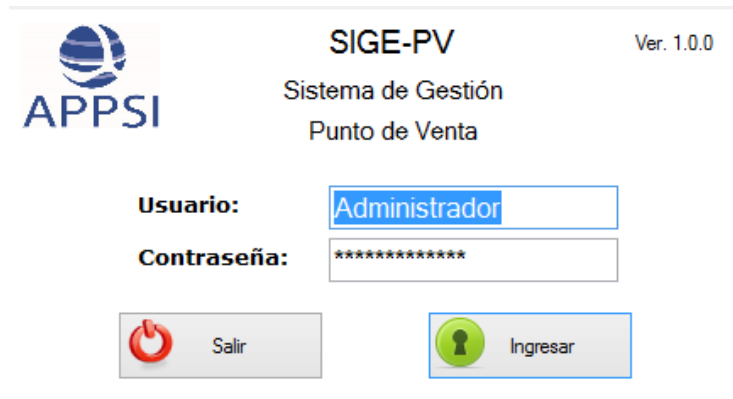 SIGE-PV
Ver. 1.0.0
APPSI
Sistema de Gestión
Punto de Venta
Usuario:
Administrador
Contraseña:
*************
Salir
Ingresar